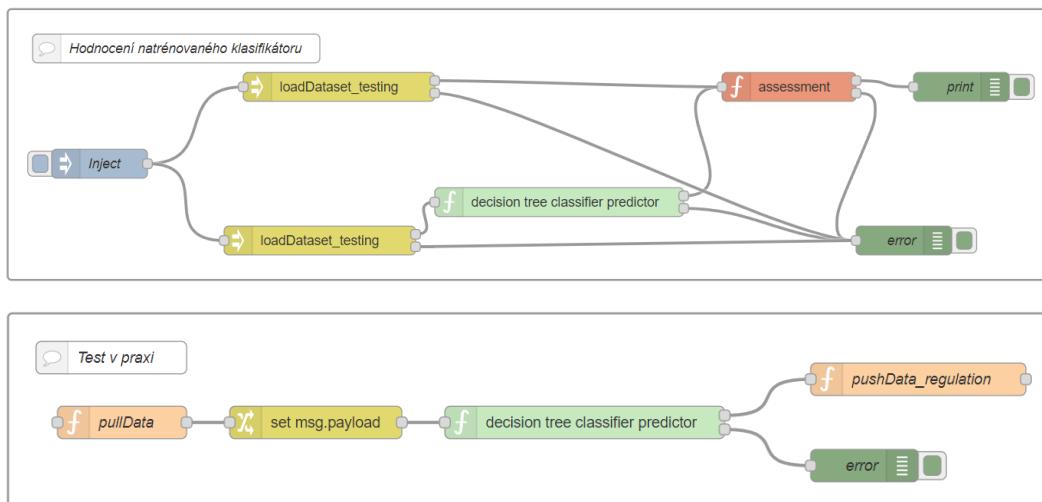 Hodnocení natrénovaného klasifikátoru
loadDataset_testing
assessment
print
Inject
decision tree classifier predictor
loadDataset_testing
error
Test v praxi
pushData_regulation
pullData
set msg.payload
decision tree classifier predictor
error